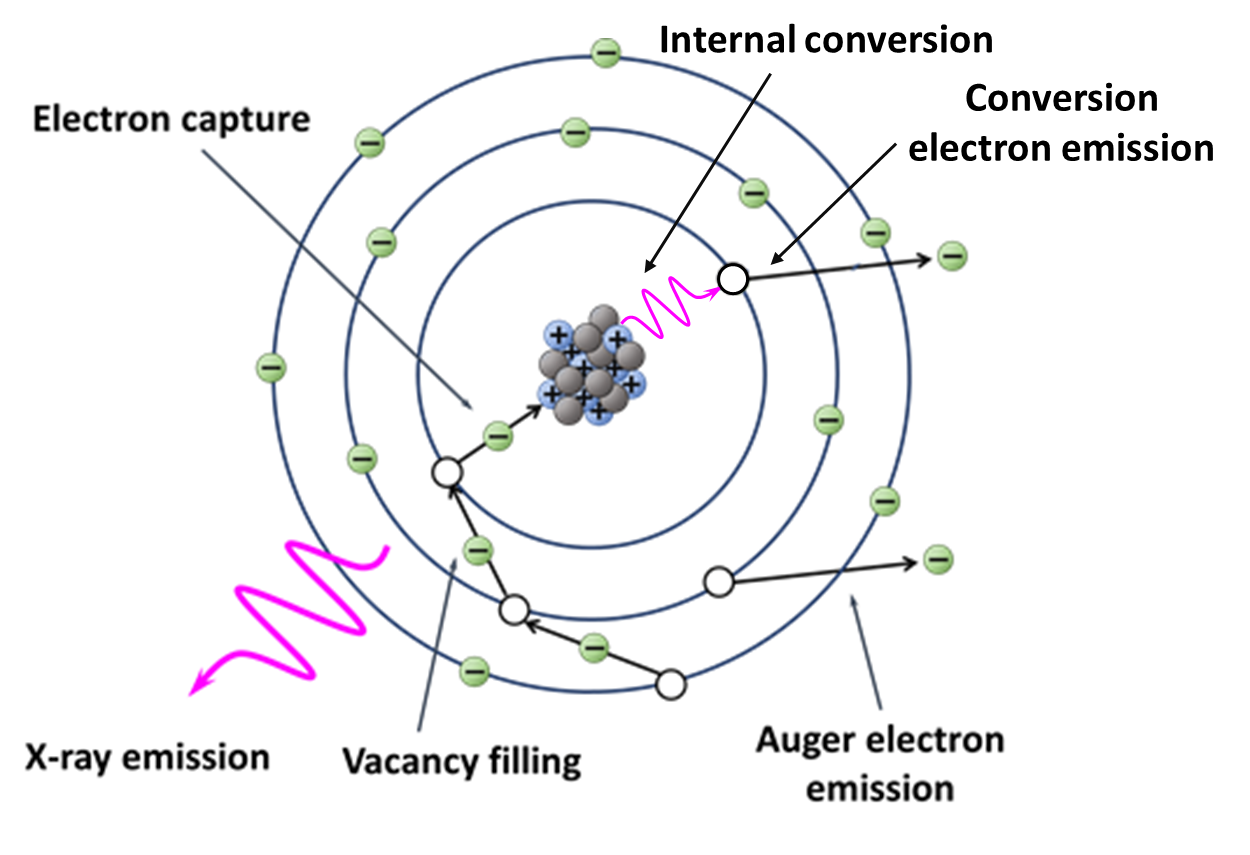 Internal conversion
Conversion
electron emission
Electron capture
X-ray emission
Vacancy filling
Auger electron
emission